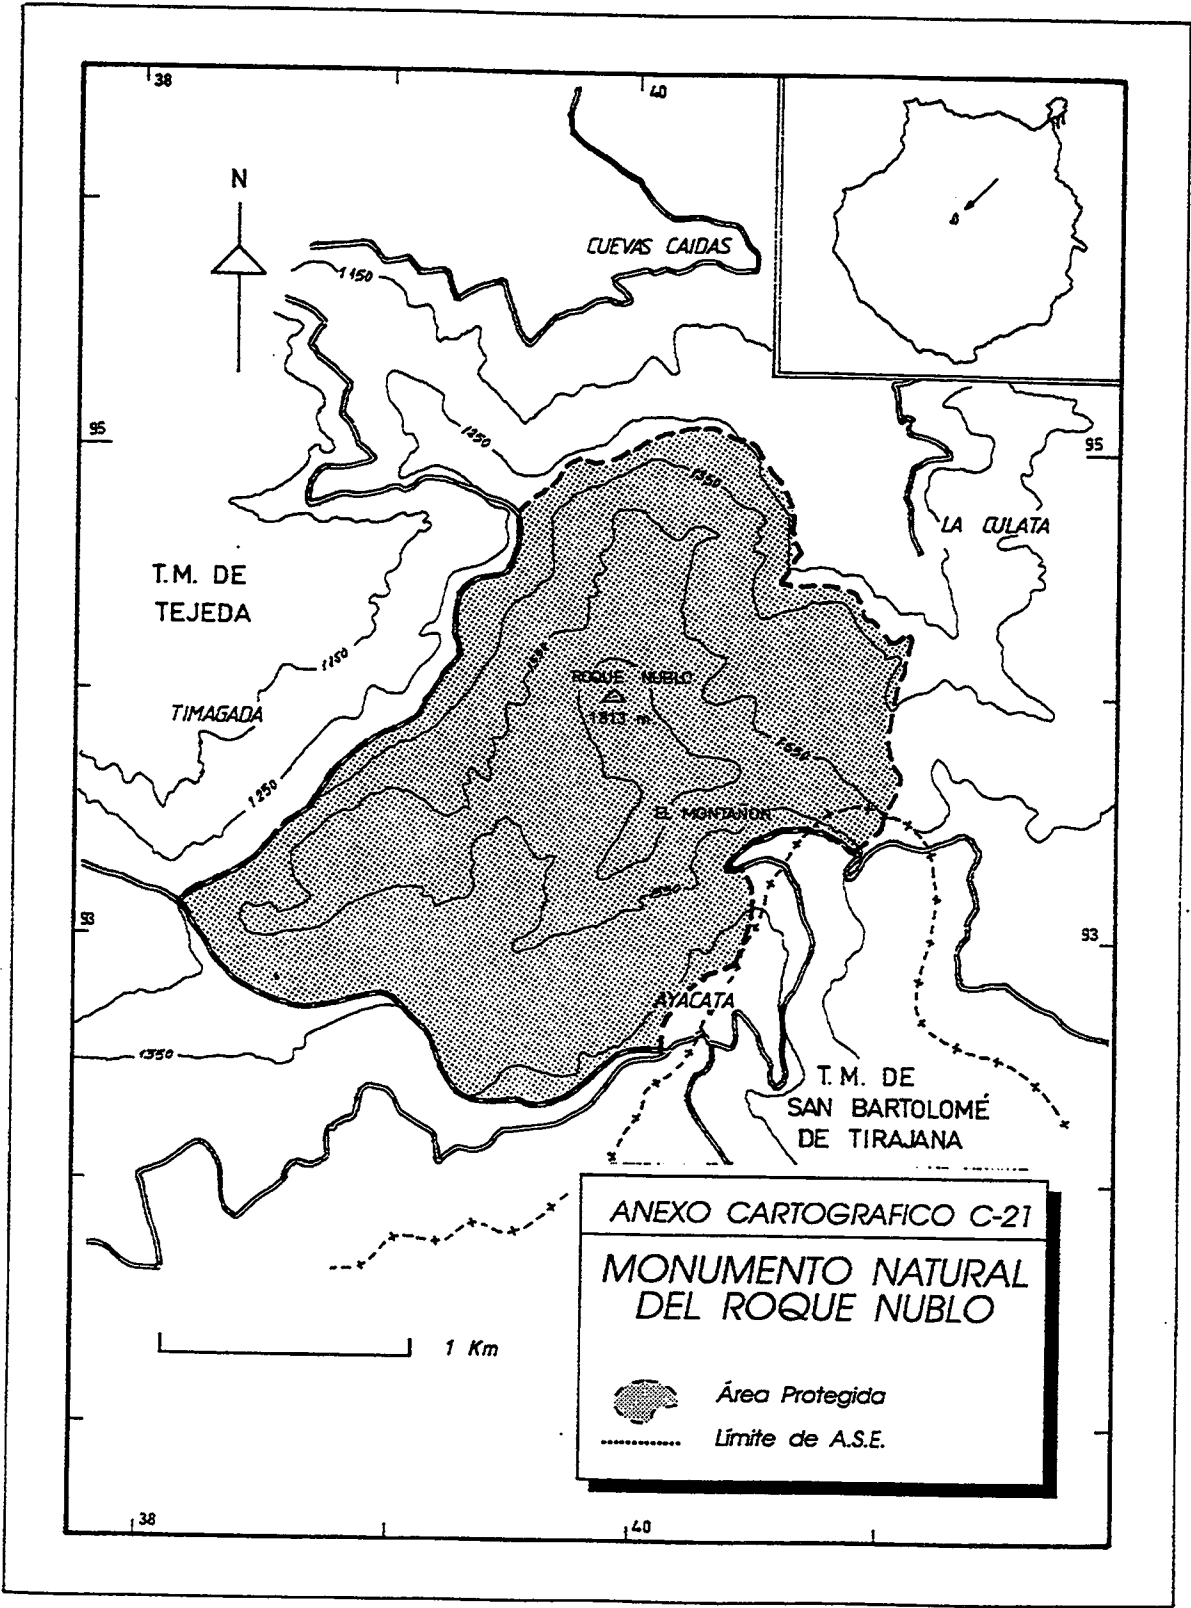 38
40
N
CUEVAS CAIDAS
1150
95
1250
95
1350
LA CULATA
T.M. DE
TEJEDA
1150
ROQUE NUBLO
1813 m.
TIMAGADA
1550
1250
EL MONTAÑON
1550
93
93
AYACATA
1350
T.M. DE
SAN BARTOLOMÉ
DE TIRAJANA
ANEXO CARTOGRAFICO C-21
MONUMENTO NATURAL
DEL ROQUE NUBLO
1 Km
Área Protegida
Límite de A.S.E.
38
40